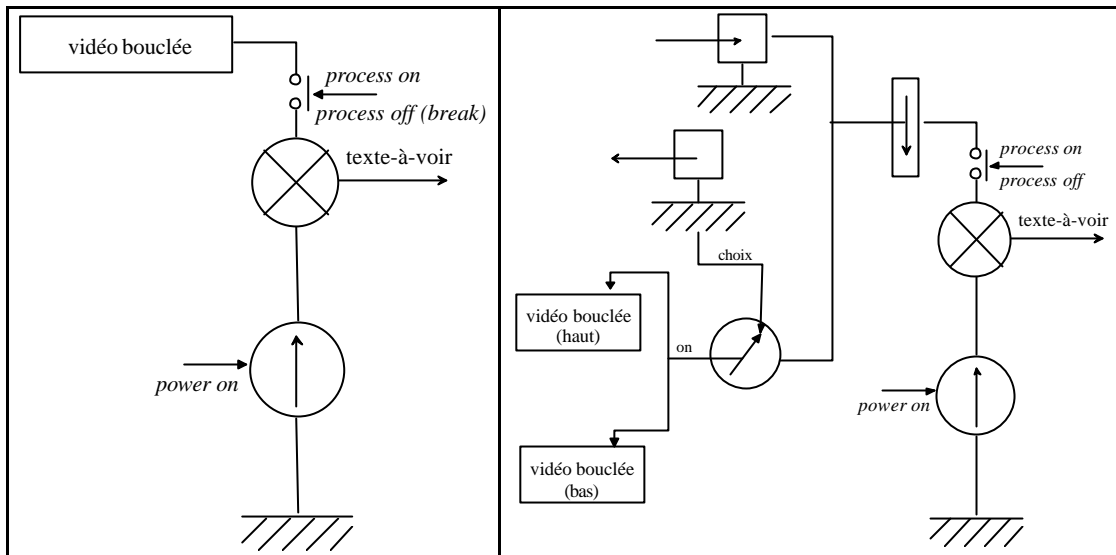 vidéo bouclée
process on
process off (break)
texte-à-voir
power on
process on
process off
texte-à-voir
choix
vidéo bouclée
(haut)
on
power on
vidéo bouclée
(bas)